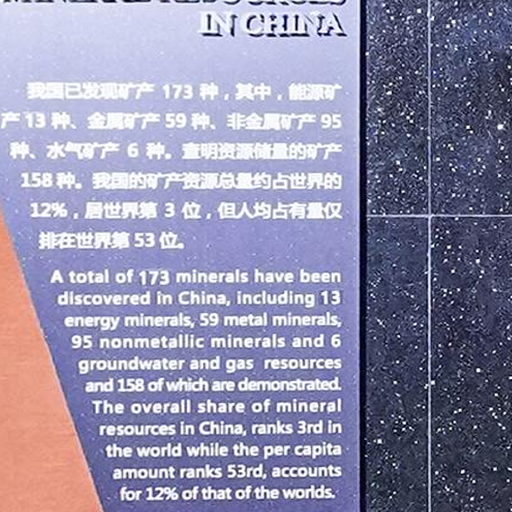 MINERAL RESOURCES
IN CHINA
我国已发现矿产 173 种，其中，能源矿
产 13 种、金属矿产 59 种、非金属矿产 95
种、水气矿产 6 种。查明资源储量的矿产
158 种。我国的矿产资源总量约占世界的
12%，居世界第 3 位，但人均占有量仅
排在世界第 53 位。
A total of 173 minerals have been
discovered in China, including 13
energy minerals, 59 metal minerals,
95 nonmetallic minerals and 6
groundwater and gas resources
and 158 of which are demonstrated.
The overall share of mineral
resources in China, ranks 3rd in
the world while the per capita
amount ranks 53rd, accounts
for 12% of that of the worlds.